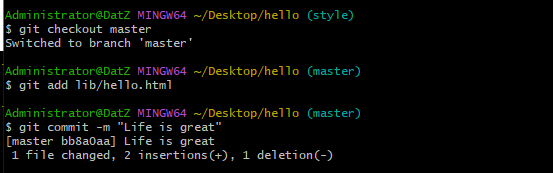 Administrator@DatZ MINGW64 ~/Desktop/hello (style)
$ git checkout master
Switched to branch 'master'
Administrator@DatZ MINGW64 ~/Desktop/hello (master)
$ git add lib/hello.html
Administrator@DatZ MINGW64 ~/Desktop/hello (master)
$ git commit -m "Life is great"
[master bb8a0aa] Life is great
 1 file changed, 2 insertions(+), 1 deletion(-)